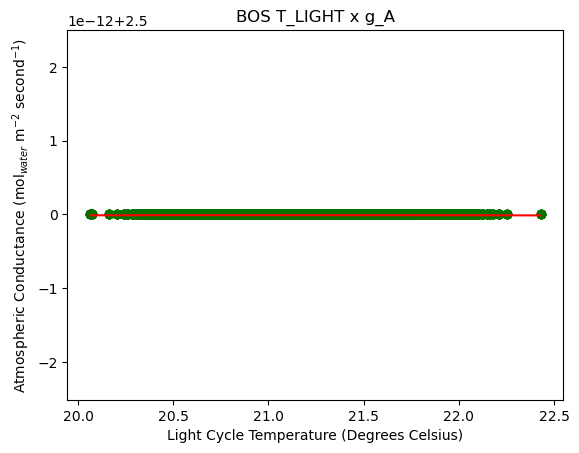 BOS T_LIGHT x g_A
1e−12+2.5
Atmospheric Conductance (mol_water m⁻² second⁻¹)
2
1
0
−1
−2
20.0 20.5 21.0 21.5 22.0 22.5
Light Cycle Temperature (Degrees Celsius)